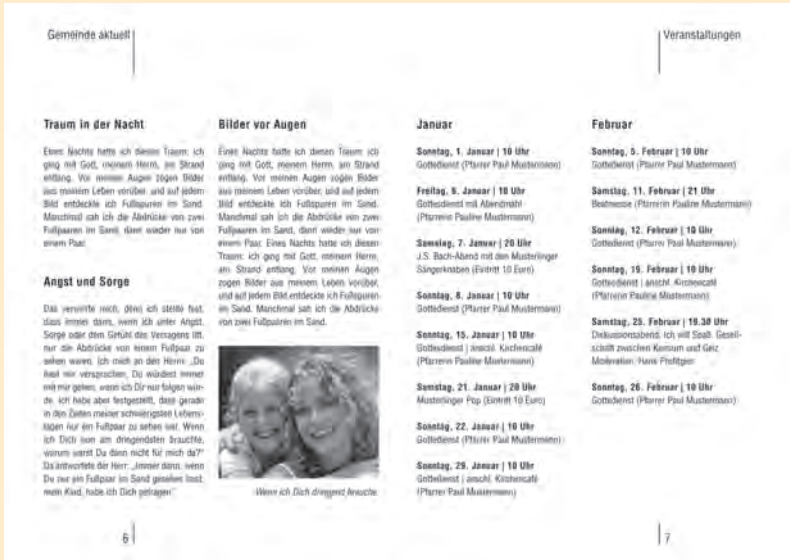 Gemeinde aktuell
Veranstaltungen
Traum in der Nacht
Eines Nachts hatte ich diesen Traum: ich
ging mit Gott, meinem Herrn, am Strand
entlang. Vor meinen Augen zogen Bilder
aus meinem Leben vorüber, und auf jedem
Bild entdeckte ich Fußspuren im Sand.
Manchmal sah ich die Abdrücke von zwei
Fußpaaren im Sand, dann wieder nur von
einem Paar.
Angst und Sorge
Das verwirrte mich, denn ich stellte fest,
dass immer dann, wenn ich unter Angst,
Sorge oder dem Gefühl des Versagens litt,
nur die Abdrücke von einem Fußpaar zu
sehen waren. Ich mich an den Herrn: „Du
hast mir versprochen, Du würdest immer
mit mir gehen, wenn ich Dir nur folgen wür-
de. Ich habe aber festgestellt, dass gerade
in den Zeiten meiner schwierigsten Lebens-
lagen nur ein Fußpaar zu sehen war. Wenn
ich Dich nun am dringendsten brauchte,
warum warst Du dann nicht für mich da?"
Da antwortete der Herr: „Immer dann, wenn
Du nur ein Fußpaar im Sand gesehen hast,
mein Kind, habe ich Dich getragen."
Bilder vor Augen
Eines Nachts hatte ich diesen Traum: ich
ging mit Gott, meinem Herrn, am Strand
entlang. Vor meinen Augen zogen Bilder
aus meinem Leben vorüber, und auf jedem
Bild entdeckte ich Fußspuren im Sand.
Manchmal sah ich die Abdrücke von zwei
Fußpaaren im Sand, dann wieder nur von
einem Paar. Eines Nachts hatte ich diesen
Traum: ich ging mit Gott, meinem Herrn,
am Strand entlang. Vor meinen Augen
zogen Bilder aus meinem Leben vorüber,
und auf jedem Bild entdeckte ich Fußspuren
im Sand. Manchmal sah ich die Abdrücke
von zwei Fußpaaren im Sand.
Wenn ich Dich dringend brauche.
Januar
Sonntag, 1. Januar | 10 Uhr
Gottedienst (Pfarrer Paul Mustermann)
Freitag, 6. Januar | 18 Uhr
Gottesdienst mit Abendmahl
(Pfarrerin Pauline Mustermann)
Samstag, 7. Januar | 20 Uhr
J.S. Bach-Abend mit den Musterlinger
Sängerknaben (Eintritt 10 Euro)
Sonntag, 8. Januar | 10 Uhr
Gottedienst (Pfarrer Paul Mustermann)
Sonntag, 15. Januar | 10 Uhr
Gottesdienst | anschl. Kirchencafé
(Pfarrerin Pauline Mustermann)
Samstag, 21. Januar | 20 Uhr
Musterlinger Pop (Eintritt 10 Euro)
Sonntag, 22. Januar | 10 Uhr
Gottedienst (Pfarrer Paul Mustermann)
Sonntag, 29. Januar | 10 Uhr
Gottedienst | anschl. Kirchencafé
(Pfarrer Paul Mustermann)
Februar
Sonntag, 5. Februar | 10 Uhr
Gottedienst (Pfarrer Paul Mustermann)
Samstag, 11. Februar | 21 Uhr
Beatmesse (Pfarrerin Pauline Mustermann)
Sonntag, 12. Februar | 10 Uhr
Gottedienst (Pfarrer Paul Mustermann)
Sonntag, 19. Februar | 10 Uhr
Gottedienst | anschl. Kirchencafé
(Pfarrerin Pauline Mustermann)
Samstag, 25. Februar | 19.30 Uhr
Diskussionsabend. Ich will Spaß. Gesell-
schaft zwischen Konsum und Geiz.
Moderation: Hans Profitgier
Sonntag, 26. Februar | 10 Uhr
Gottedienst (Pfarrer Paul Mustermann)
6
7